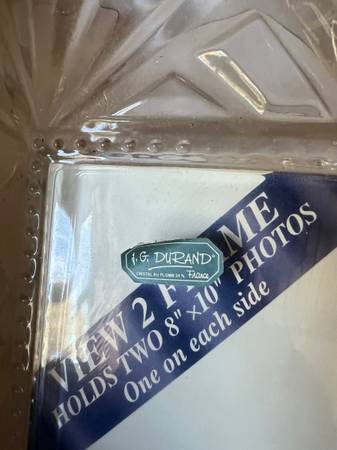 J.G. DURAND®
CRISTAL AU PLOMB 24% France
VIEW 2 FRAME
HOLDS TWO 8" ×10" PHOTOS
One on each side